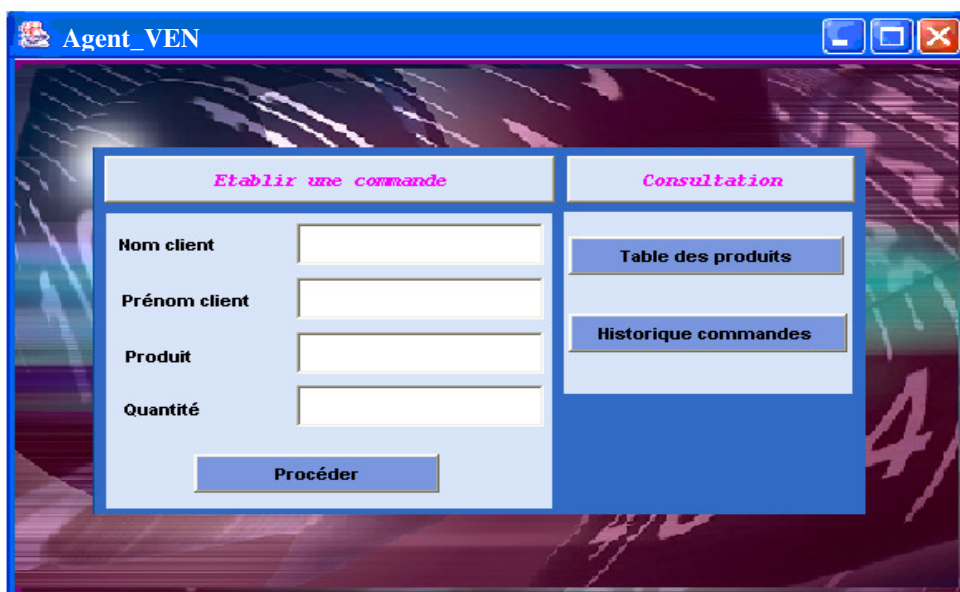 Agent_VEN
Etablir une commande
Nom client
Prénom client
Produit
Quantité
Procéder
Consultation
Table des produits
Historique commandes